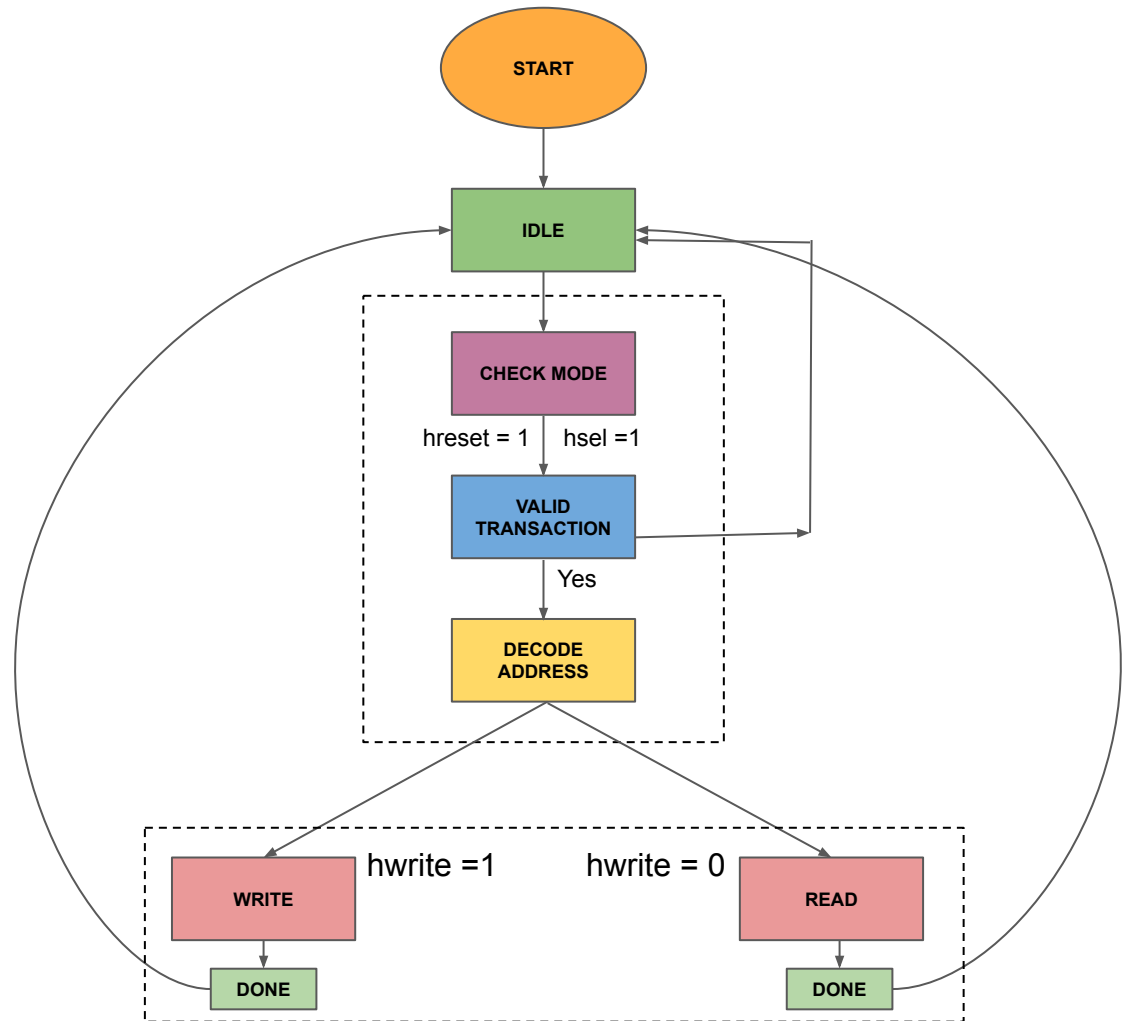 START
IDLE
CHECK MODE
hreset = 1
hsel =1
VALID
TRANSACTION
Yes
DECODE
ADDRESS
hwrite =1
hwrite = 0
WRITE
READ
DONE
DONE